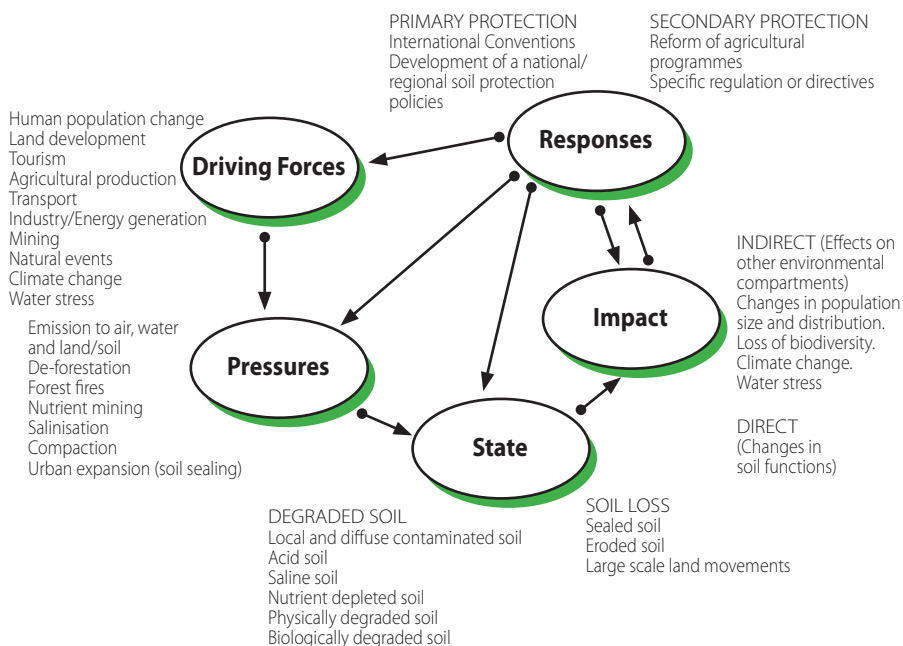 PRIMARY PROTECTION
International Conventions
Development of a national/
regional soil protection
policies
SECONDARY PROTECTION
Reform of agricultural
programmes
Specific regulation or directives
Responses
Human population change
Land development
Tourism
Agricultural production
Transport
Industry/Energy generation
Mining
Natural events
Climate change
Water stress
Driving Forces
INDIRECT (Effects on
other environmental
compartments)
Changes in population
size and distribution.
Loss of biodiversity.
Climate change.
Water stress
DIRECT
(Changes in
soil functions)
Impact
Emission to air, water
and land/soil
De-forestation
Forest fires
Nutrient mining
Salinisation
Compaction
Urban expansion (soil sealing)
Pressures
State
DEGRADED SOIL
Local and diffuse contaminated soil
Acid soil
Saline soil
Nutrient depleted soil
Physically degraded soil
Biologically degraded soil
SOIL LOSS
Sealed soil
Eroded soil
Large scale land movements